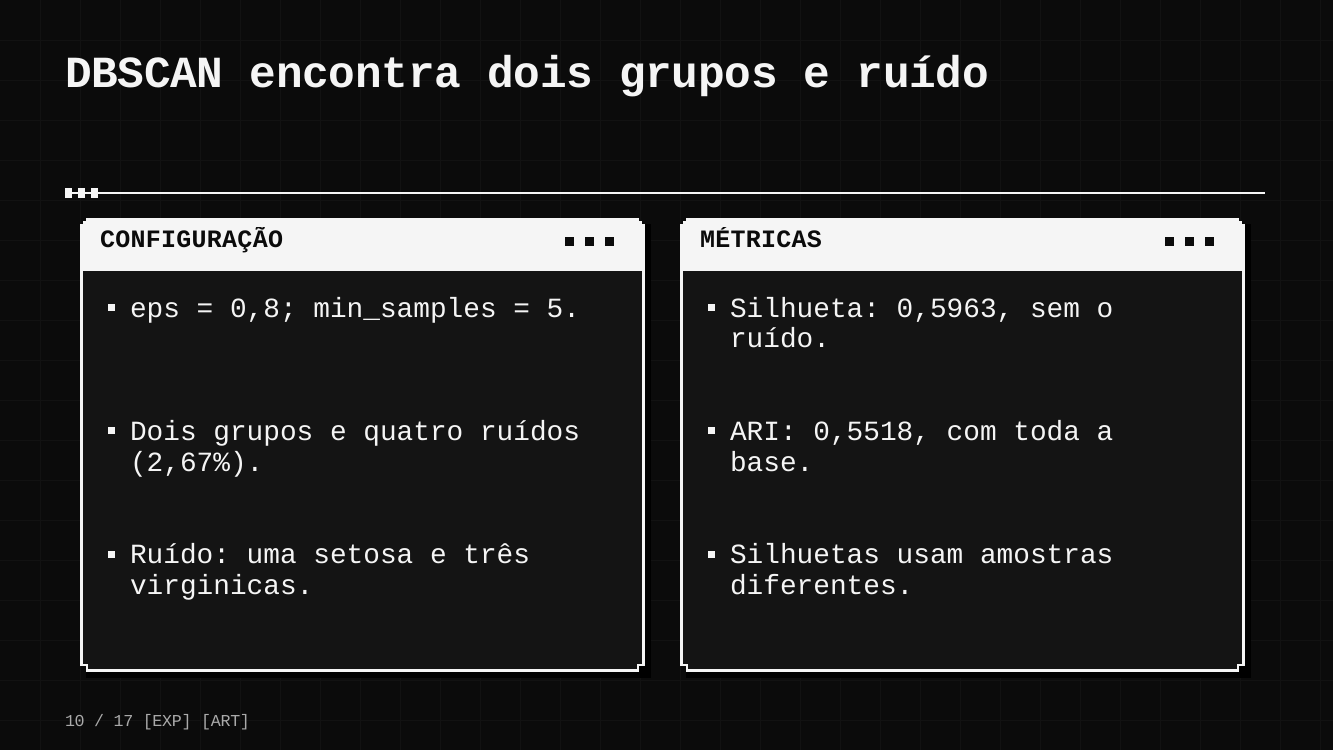 DBSCAN encontra dois grupos e ruído
CONFIGURAÇÃO
▪ eps = 0,8; min_samples = 5.
▪ Dois grupos e quatro ruídos
(2,67%).
▪ Ruído: uma setosa e três
virginicas.
MÉTRICAS
▪ Silhueta: 0,5963, sem o
ruído.
▪ ARI: 0,5518, com toda a
base.
▪ Silhuetas usam amostras
diferentes.
10 / 17 [EXP] [ART]